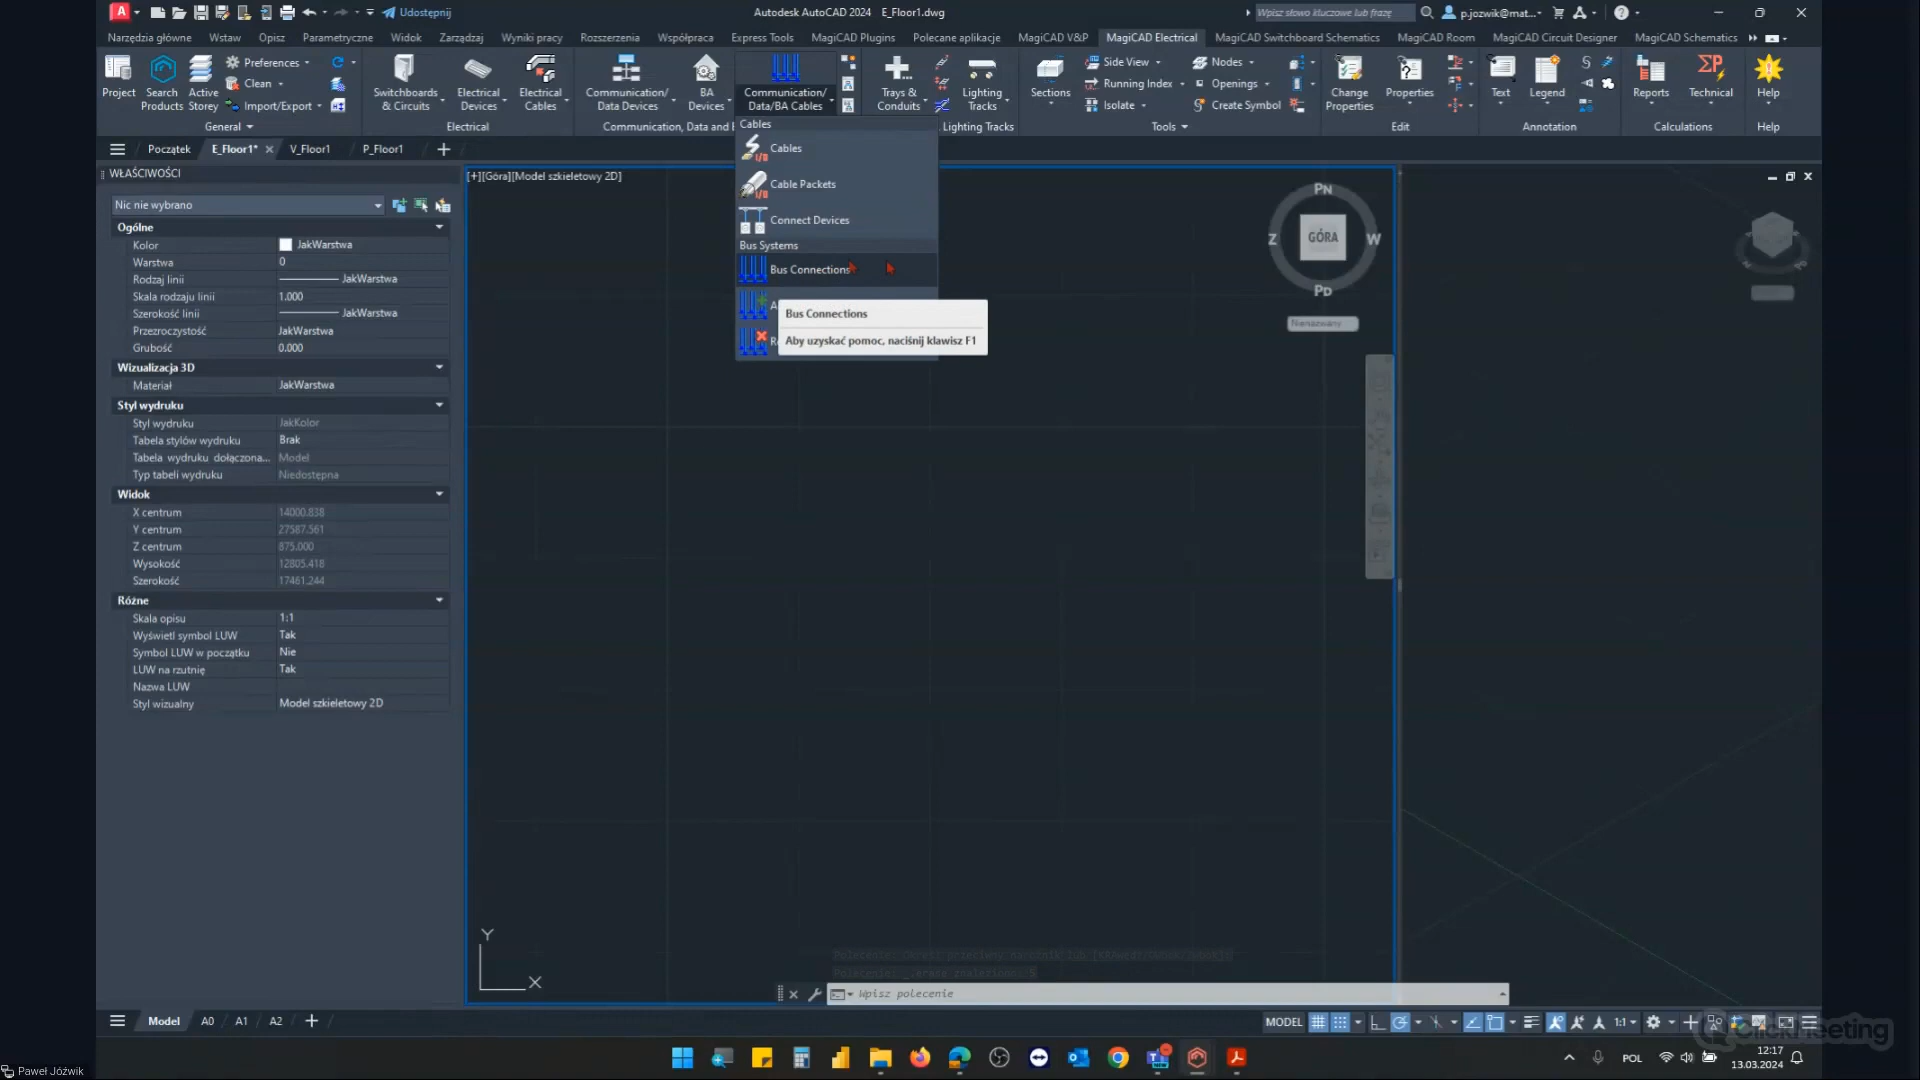 Udostępnij
Autodesk AutoCAD 2024 E_Floor1.dwg
Wpisz słowo kluczowe lub frazę
p.jozwik@mat...
Narzędzia główne Wstaw Opisz Parametryczne Widok Zarządzaj Wyniki pracy Rozszerzenia Współpraca Express Tools MagiCAD Plugins Polecane aplikacje MagiCAD V&P MagiCAD Electrical MagiCAD Switchboard Schematics MagiCAD Room MagiCAD Circuit Designer MagiCAD Schematics
Project
Search Products
Active Storey
Preferences
Clean
Import/Export
General
Switchboards & Circuits
Electrical Devices
Electrical Cables
Electrical
Communication/ Data Devices
BA Devices
Communication/ Data/BA Cables
Communication, Data and B
Trays & Conduits
Lighting Tracks
Lighting Tracks
Sections
Side View
Running Index
Isolate
Nodes
Openings
Create Symbol
Tools
Change Properties
Properties
Edit
Text
Legend
Annotation
Reports
Technical
Calculations
Help
Help
Początek E_Floor1* V_Floor1 P_Floor1
Cables
Cables
Cable Packets
Connect Devices
Bus Systems
Bus Connections
A
R
Bus Connections
Aby uzyskać pomoc, naciśnij klawisz F1
WŁAŚCIWOŚCI
Nic nie wybrano
Ogólne
Kolor JakWarstwa
Warstwa 0
Rodzaj linii JakWarstwa
Skala rodzaju linii 1.000
Szerokość linii JakWarstwa
Przezroczystość JakWarstwa
Grubość 0.000
Wizualizacja 3D
Materiał JakWarstwa
Styl wydruku
Styl wydruku JakKolor
Tabela stylów wydruku Brak
Tabela wydruku dołączona... Model
Typ tabeli wydruku Niedostępna
Widok
X centrum 14000.838
Y centrum 27587.561
Z centrum 875.000
Wysokość 12805.418
Szerokość 17461.244
Różne
Skala opisu 1:1
Wyświetl symbol LUW Tak
Symbol LUW w początku Nie
LUW na rzutnię Tak
Nazwa LUW
Styl wizualny Model szkieletowy 2D
[+][Góra][Model szkieletowy 2D]
PN
Z GÓRA W
PD
Nienazwany
Y
X
Polecenie: _.erase znaleziono: 5
Wpisz polecenie
Model A0 A1 A2
MODEL
1:1
ClickMeeting
POL
12:17
13.03.2024
Paweł Jóźwik